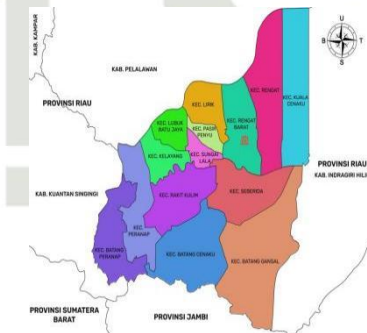 KAB. KAMPAR
KAB. PELALAWAN
U
B
T
S
PROVINSI RIAU
KEC. LIRIK
KEC. RENGAT
KEC. KUALA
CENAKU
KEC. LUBUK
BATU JAYA
KEC. PASIR
PENYU
KEC. RENGAT
BARAT
KEC. KELAYANG
KEC. SUNGAI
LALA
PROVINSI RIAU
KAB. INDRAGIRI HILIR
KAB. KUANTAN SINGINGI
KEC. RAKIT KULIM
KEC. SEBERIDA
KEC.
PERANAP
KEC. BATANG
PERANAP
KEC. BATANG CENAKU
KEC. BATANG GANSAL
PROVINSI SUMATERA
BARAT
PROVINSI JAMBI